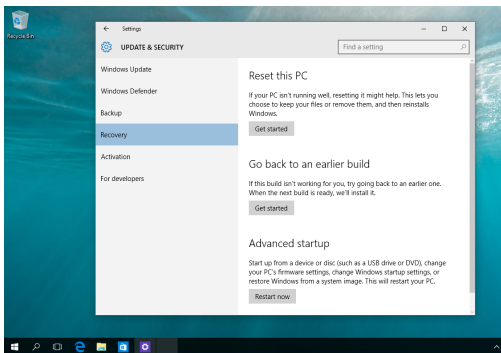 Recycle Bin
Settings
UPDATE & SECURITY
Find a setting
Windows Update
Windows Defender
Backup
Recovery
Activation
For developers
Reset this PC
If your PC isn't running well, resetting it might help. This lets you
choose to keep your files or remove them, and then reinstalls
Windows.
Get started
Go back to an earlier build
If this build isn't working for you, try going back to an earlier one.
When the next build is ready, we'll install it.
Get started
Advanced startup
Start up from a device or disc (such as a USB drive or DVD), change
your PC's firmware settings, change Windows startup settings, or
restore Windows from a system image. This will restart your PC.
Restart now